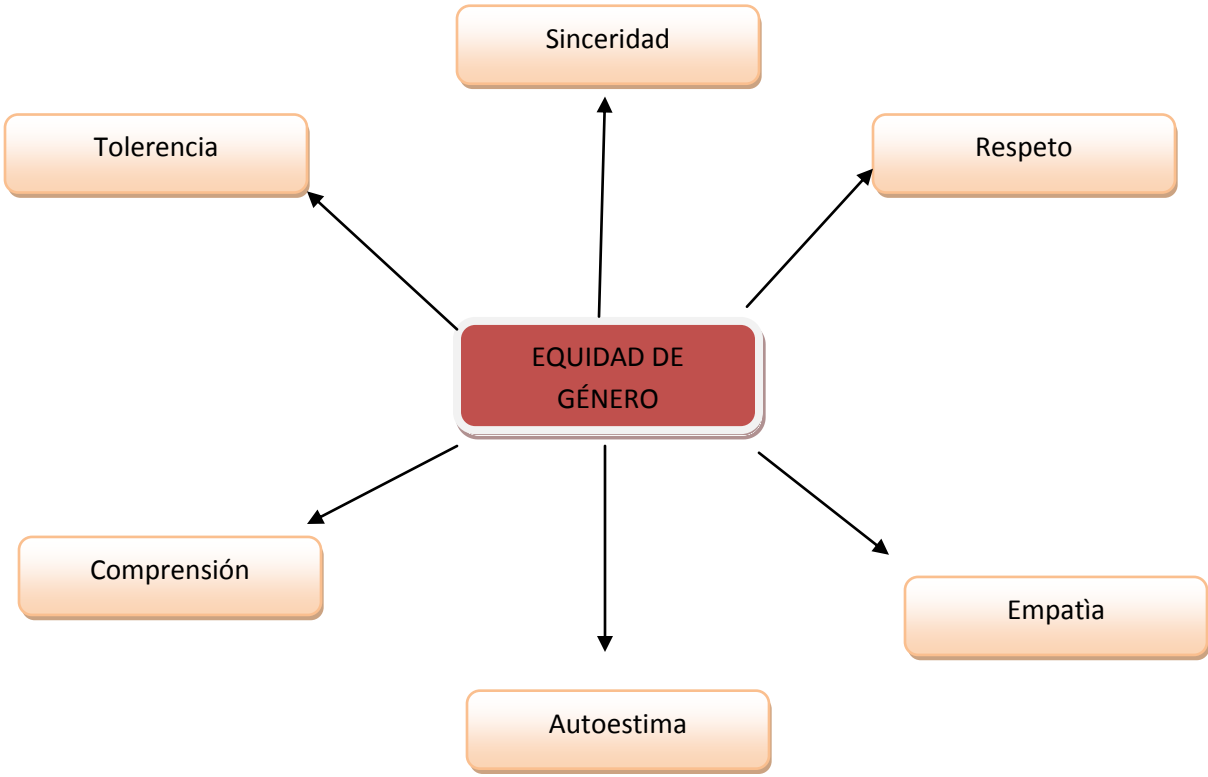 Sinceridad
Tolerencia
Respeto
EQUIDAD DE
GÉNERO
Comprensión
Empatìa
Autoestima